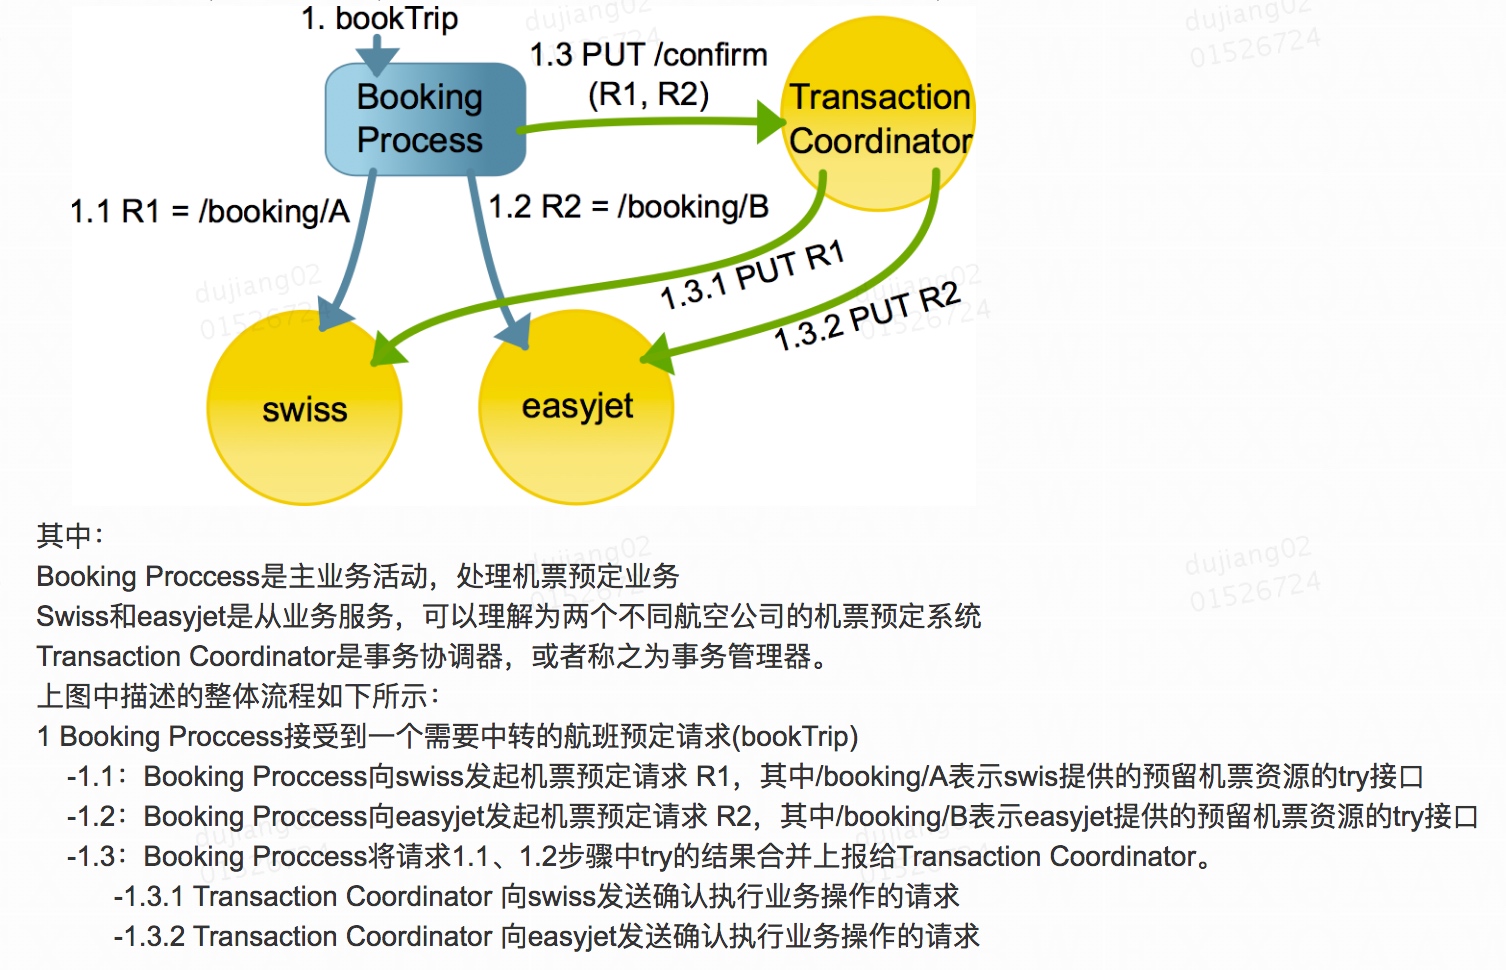 1. bookTrip
1.3 PUT /confirm
(R1, R2)
Booking
Process
Transaction
Coordinator
1.1 R1 = /booking/A
1.2 R2 = /booking/B
1.3.1 PUT R1
1.3.2 PUT R2
swiss
easyjet
其中：
Booking Proccess是主业务活动，处理机票预定业务
Swiss和easyjet是从业务服务，可以理解为两个不同航空公司的机票预定系统
Transaction Coordinator是事务协调器，或者称之为事务管理器。
上图中描述的整体流程如下所示：
1 Booking Proccess接受到一个需要中转的航班预定请求(bookTrip)
-1.1：Booking Proccess向swiss发起机票预定请求 R1，其中/booking/A表示swis提供的预留机票资源的try接口
-1.2：Booking Proccess向easyjet发起机票预定请求 R2，其中/booking/B表示easyjet提供的预留机票资源的try接口
-1.3：Booking Proccess将请求1.1、1.2步骤中try的结果合并上报给Transaction Coordinator。
-1.3.1 Transaction Coordinator 向swiss发送确认执行业务操作的请求
-1.3.2 Transaction Coordinator 向easyjet发送确认执行业务操作的请求
dujiang02
01526724
dujiang02
01526724
dujiang02
01526724
dujiang02
01526724
dujiang02
01526724
dujiang02
01526724